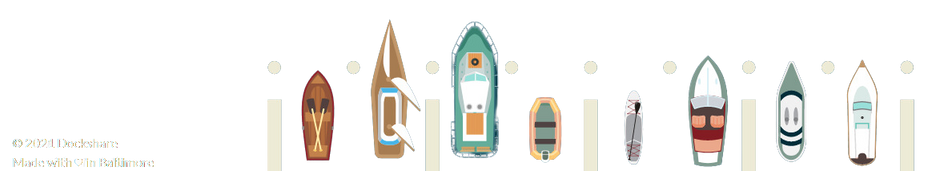 © 2021 Dockshare
Made with ♡ in Baltimore